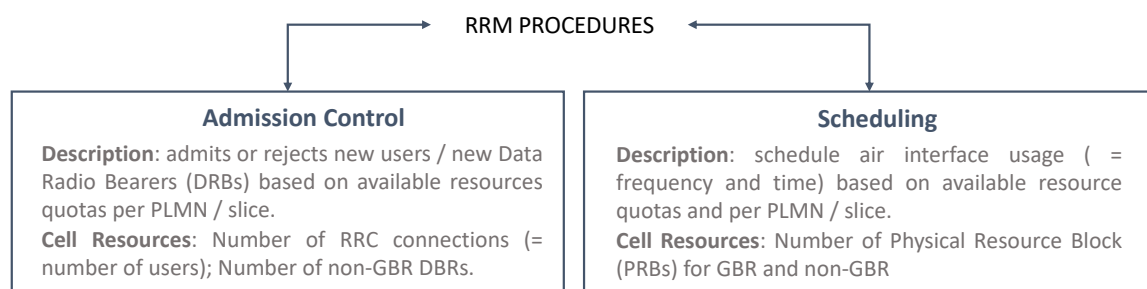 RRM PROCEDURES
Admission Control
Description: admits or rejects new users / new Data
Radio Bearers (DRBs) based on available resources
quotas per PLMN / slice.
Cell Resources: Number of RRC connections (=
number of users); Number of non-GBR DBRs.
Scheduling
Description: schedule air interface usage ( =
frequency and time) based on available resource
quotas and per PLMN / slice.
Cell Resources: Number of Physical Resource Block
(PRBs) for GBR and non-GBR